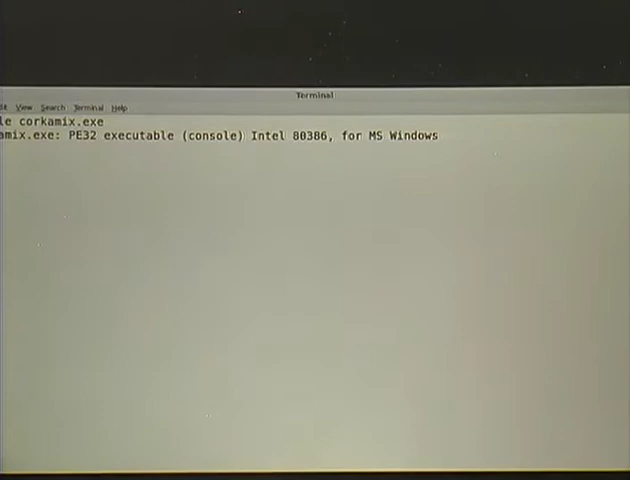 Terminal
View Search Terminal Help
le corkamix.exe
amix.exe: PE32 executable (console) Intel 80386, for MS Windows